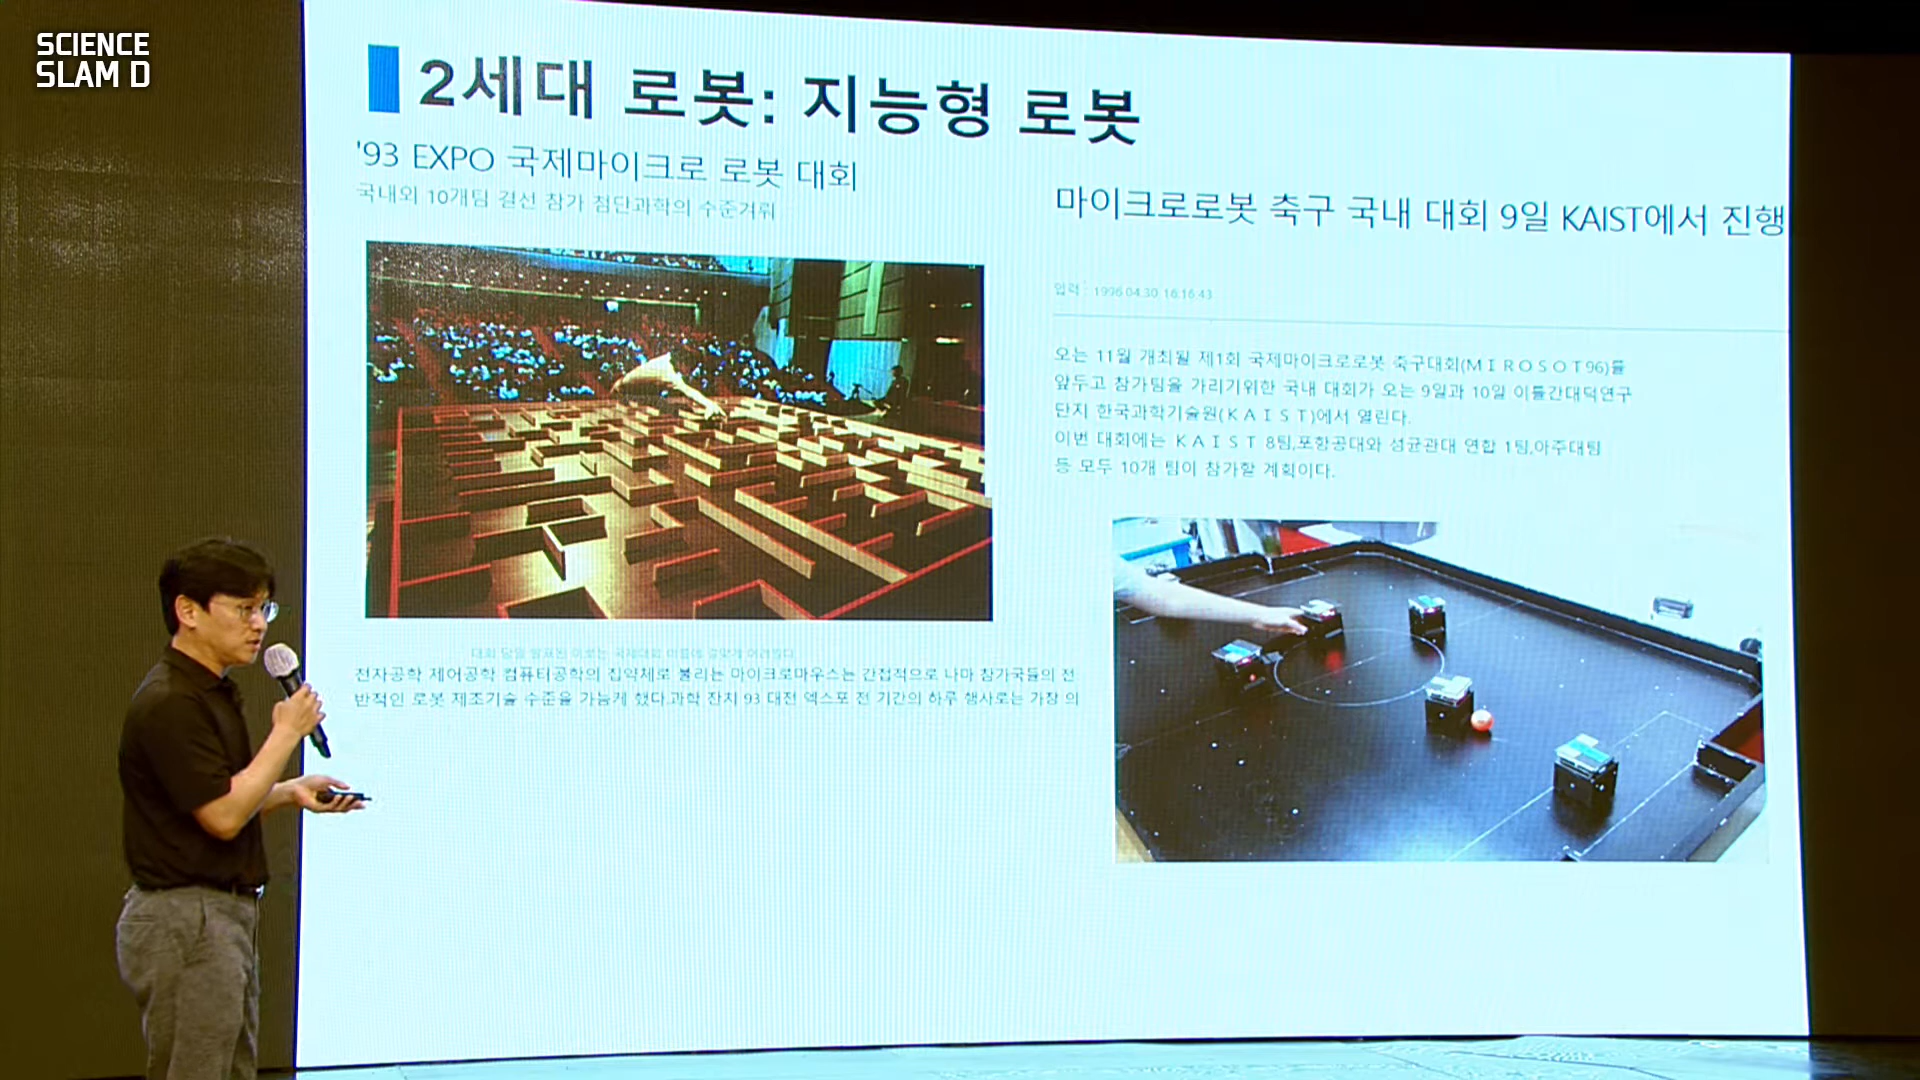 SCIENCE
SLAM D
2세대 로봇: 지능형 로봇
'93 EXPO 국제마이크로 로봇 대회
국내외 10개팀 결선 참가 첨단과학의 수준겨뤄
전자공학 제어공학 컴퓨터공학의 집약체로 불리는 마이크로마우스는 간접적으로 나마 참가국들의 전
반적인 로봇 제조기술 수준을 가늠케 했다.과학 잔치 93 대전 엑스포 전 기간의 하루 행사로는 가장 의
마이크로로봇 축구 국내 대회 9일 KAIST에서 진행
입력 : 1996.04.30 16:16:43
오는 11월 개최될 제1회 국제마이크로로봇 축구대회(M I R O S O T 96)를
앞두고 참가팀을 가리기위한 국내 대회가 오는 9일과 10일 이틀간대덕연구
단지 한국과학기술원(K A I S T)에서 열린다.
이번 대회에는 K A I S T 8팀,포항공대와 성균관대 연합 1팀,아주대팀
등 모두 10개 팀이 참가할 계획이다.